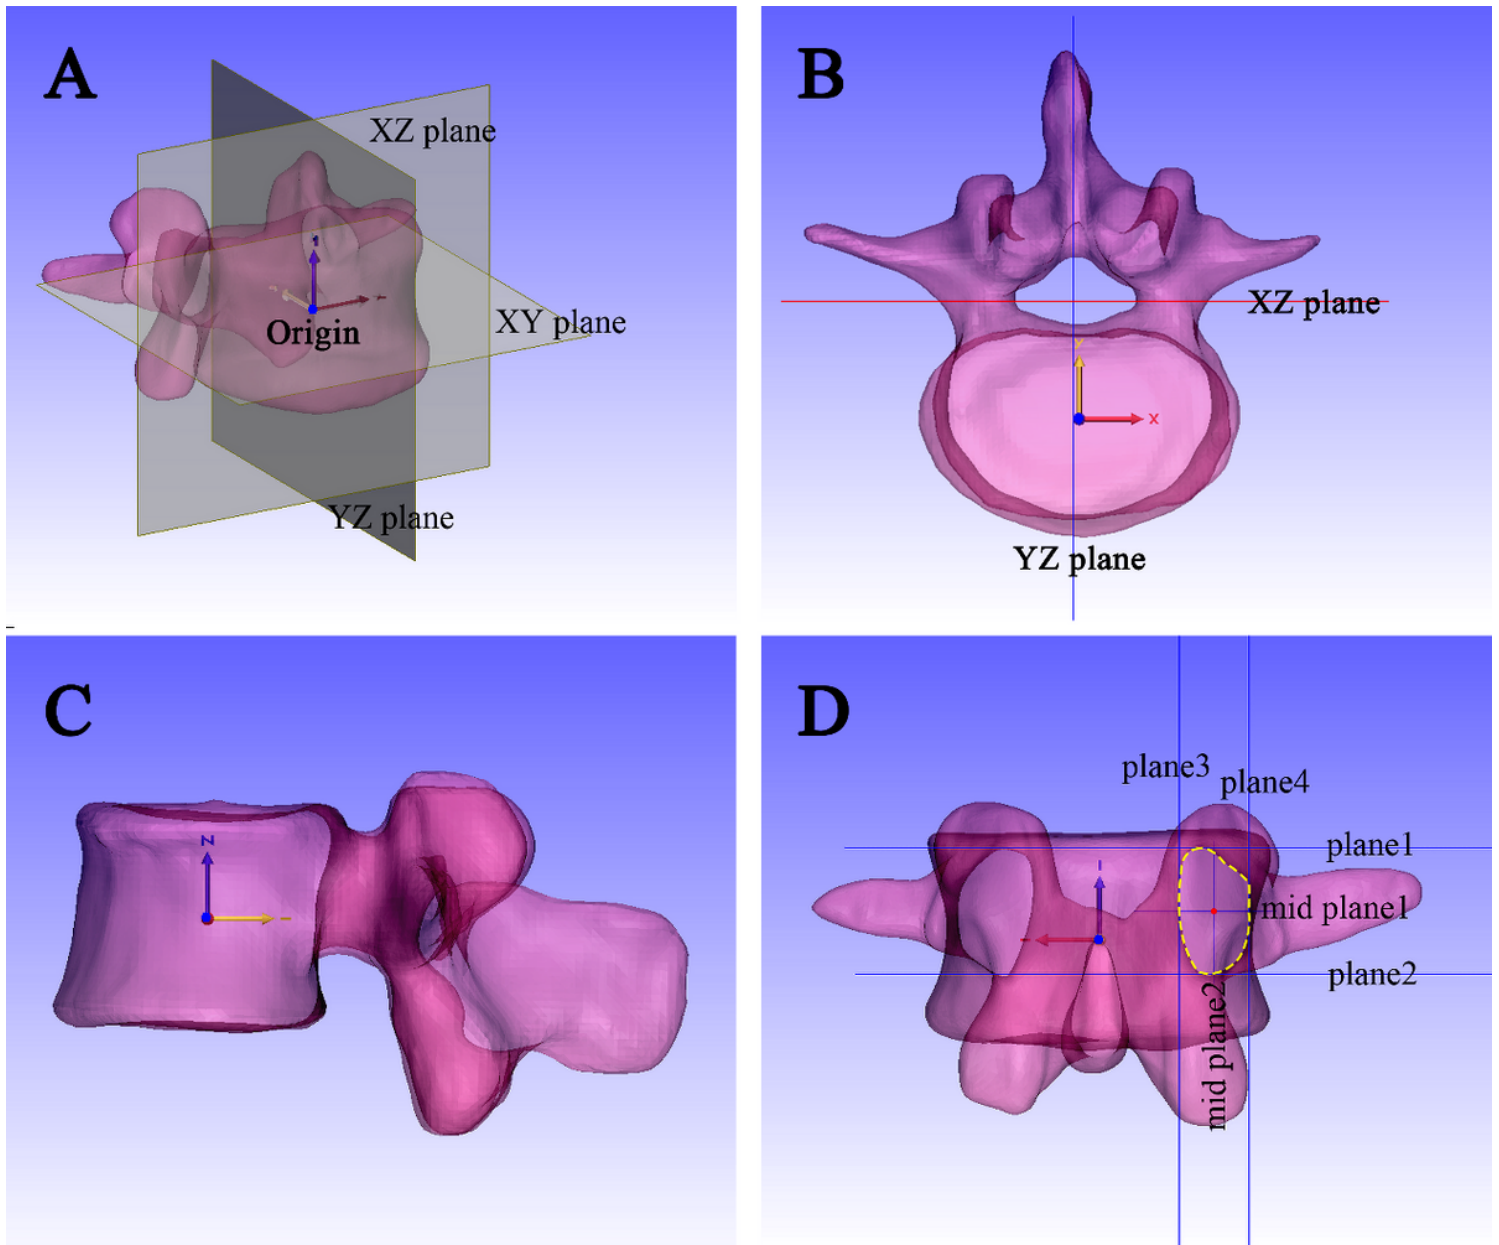 A
XZ plane
XY plane
Origin
YZ plane
B
XZ plane
y
x
YZ plane
C
Z
D
plane3
plane4
plane1
mid plane1
plane2
mid plane2